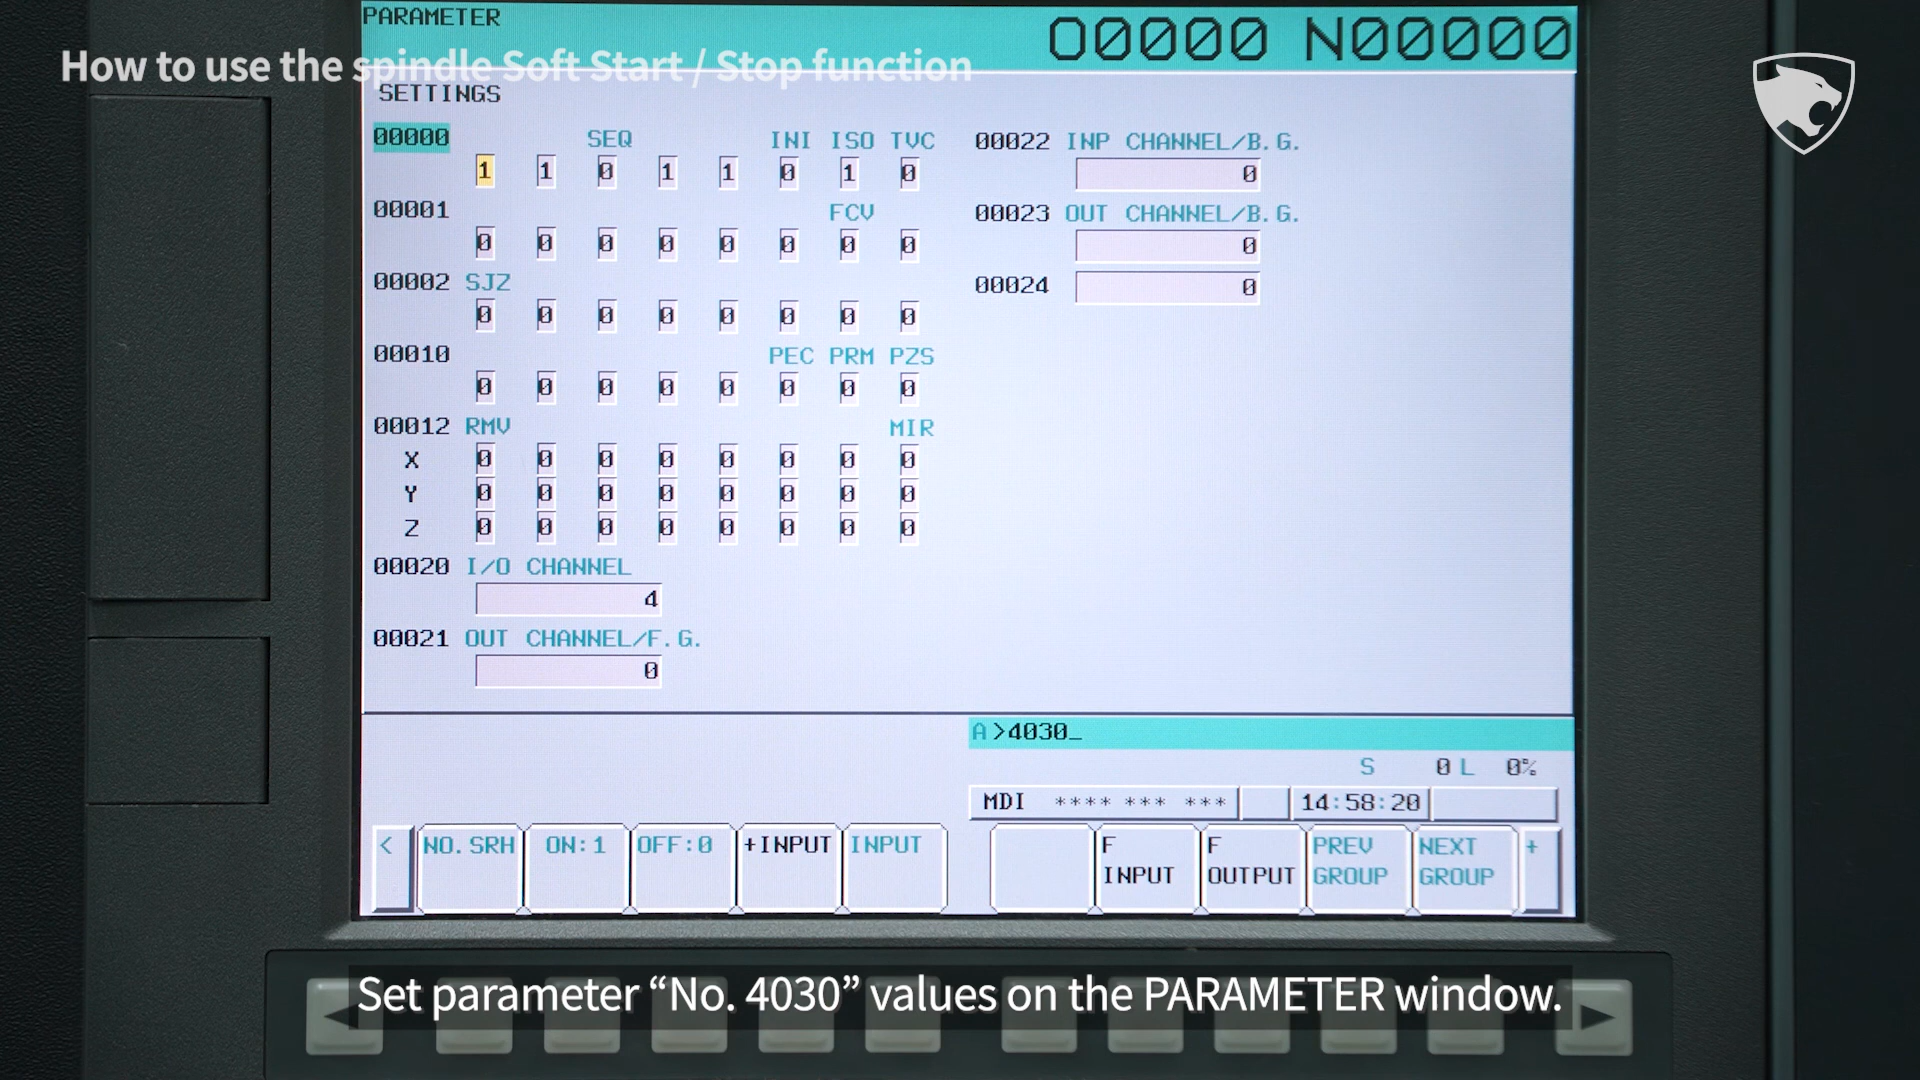 PARAMETER
O0000 N00000
How to use the spindle Soft Start / Stop function
SETTINGS
00000 SEQ INI ISO TVC
1 1 0 1 1 0 1 0
00001 FCV
0 0 0 0 0 0 0 0
00002 SJZ
0 0 0 0 0 0 0 0
00010 PEC PRM PZS
0 0 0 0 0 0 0 0
00012 RMV MIR
X 0 0 0 0 0 0 0 0
Y 0 0 0 0 0 0 0 0
Z 0 0 0 0 0 0 0 0
00020 I/O CHANNEL
4
00021 OUT CHANNEL/F.G.
0
00022 INP CHANNEL/B.G.
0
00023 OUT CHANNEL/B.G.
0
00024 0
A >4030_
S 0 L 0%
MDI **** *** *** 14:58:20
< NO.SRH ON:1 OFF:0 +INPUT INPUT
F INPUT
F OUTPUT
PREV GROUP
NEXT GROUP
+
Set parameter “No. 4030” values on the PARAMETER window.